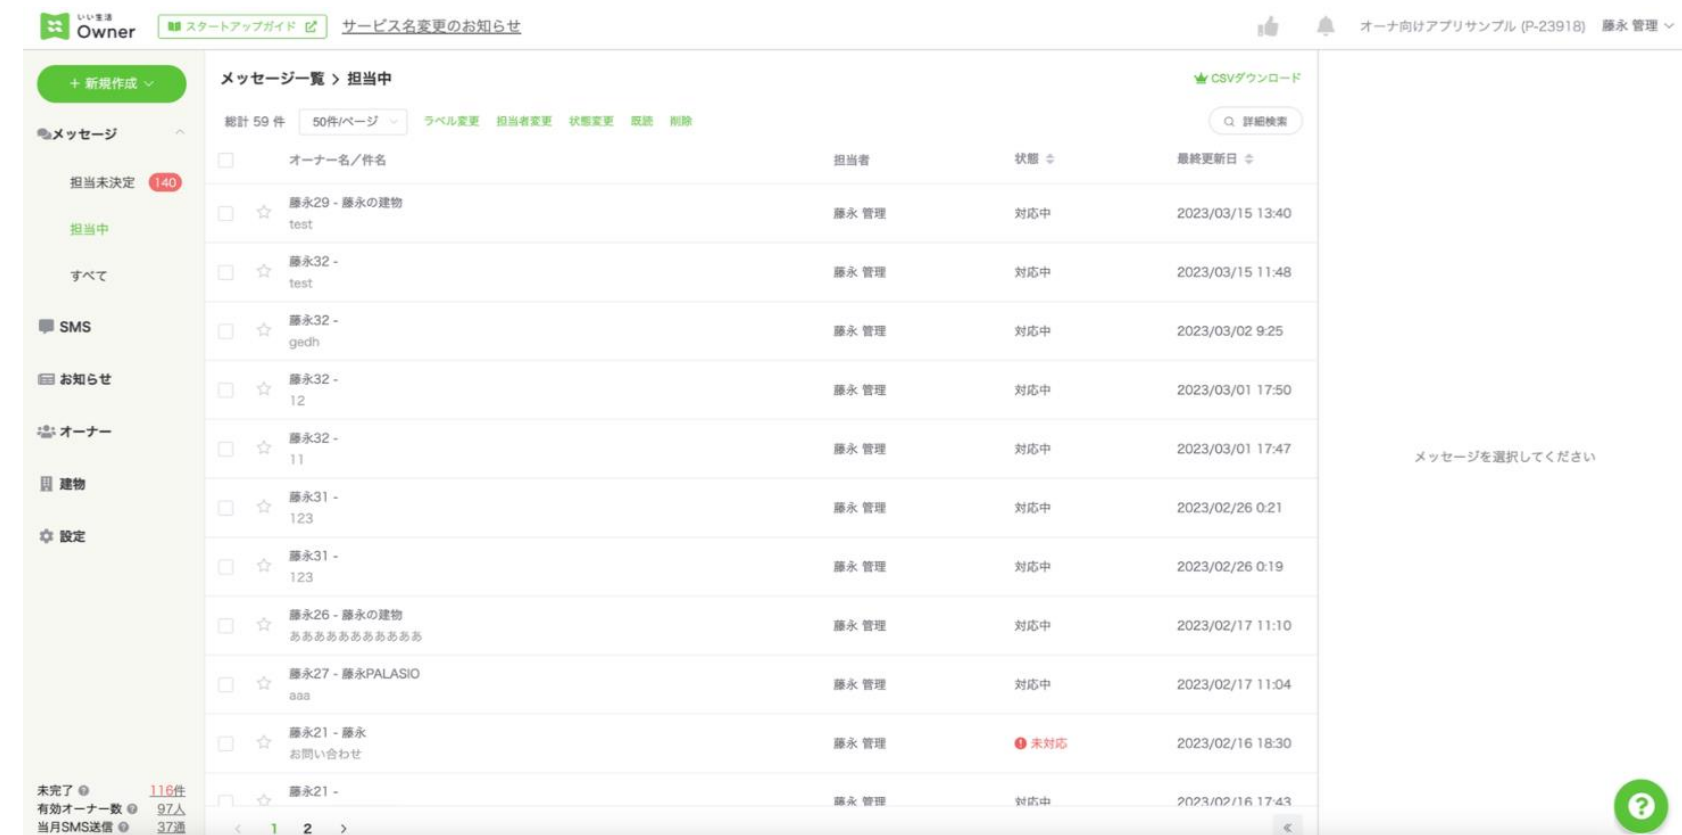 いい生活
Owner
スタートアップガイド
サービス名変更のお知らせ
オーナ向けアプリサンプル (P-23918) 藤永 管理
+ 新規作成
メッセージ
担当未決定 140
担当中
すべて
SMS
お知らせ
オーナー
建物
設定
未完了 116件
有効オーナー数 97人
当月SMS送信 37通
メッセージ一覧 > 担当中
CSVダウンロード
総計 59 件 50件/ページ ラベル変更 担当者変更 状態変更 既読 削除 詳細検索
オーナー名/件名 担当者 状態 最終更新日
藤永29 - 藤永の建物
test
藤永 管理 対応中 2023/03/15 13:40
藤永32 -
test
藤永 管理 対応中 2023/03/15 11:48
藤永32 -
gedh
藤永 管理 対応中 2023/03/02 9:25
藤永32 -
12
藤永 管理 対応中 2023/03/01 17:50
藤永32 -
11
藤永 管理 対応中 2023/03/01 17:47
藤永31 -
123
藤永 管理 対応中 2023/02/26 0:21
藤永31 -
123
藤永 管理 対応中 2023/02/26 0:19
藤永26 - 藤永の建物
あああああああああああ
藤永 管理 対応中 2023/02/17 11:10
藤永27 - 藤永PALASIO
aaa
藤永 管理 対応中 2023/02/17 11:04
藤永21 - 藤永
お問い合わせ
藤永 管理 未対応 2023/02/16 18:30
藤永21 -
藤永 管理 対応中 2023/02/16 17:43
< 1 2 >
«
メッセージを選択してください
?